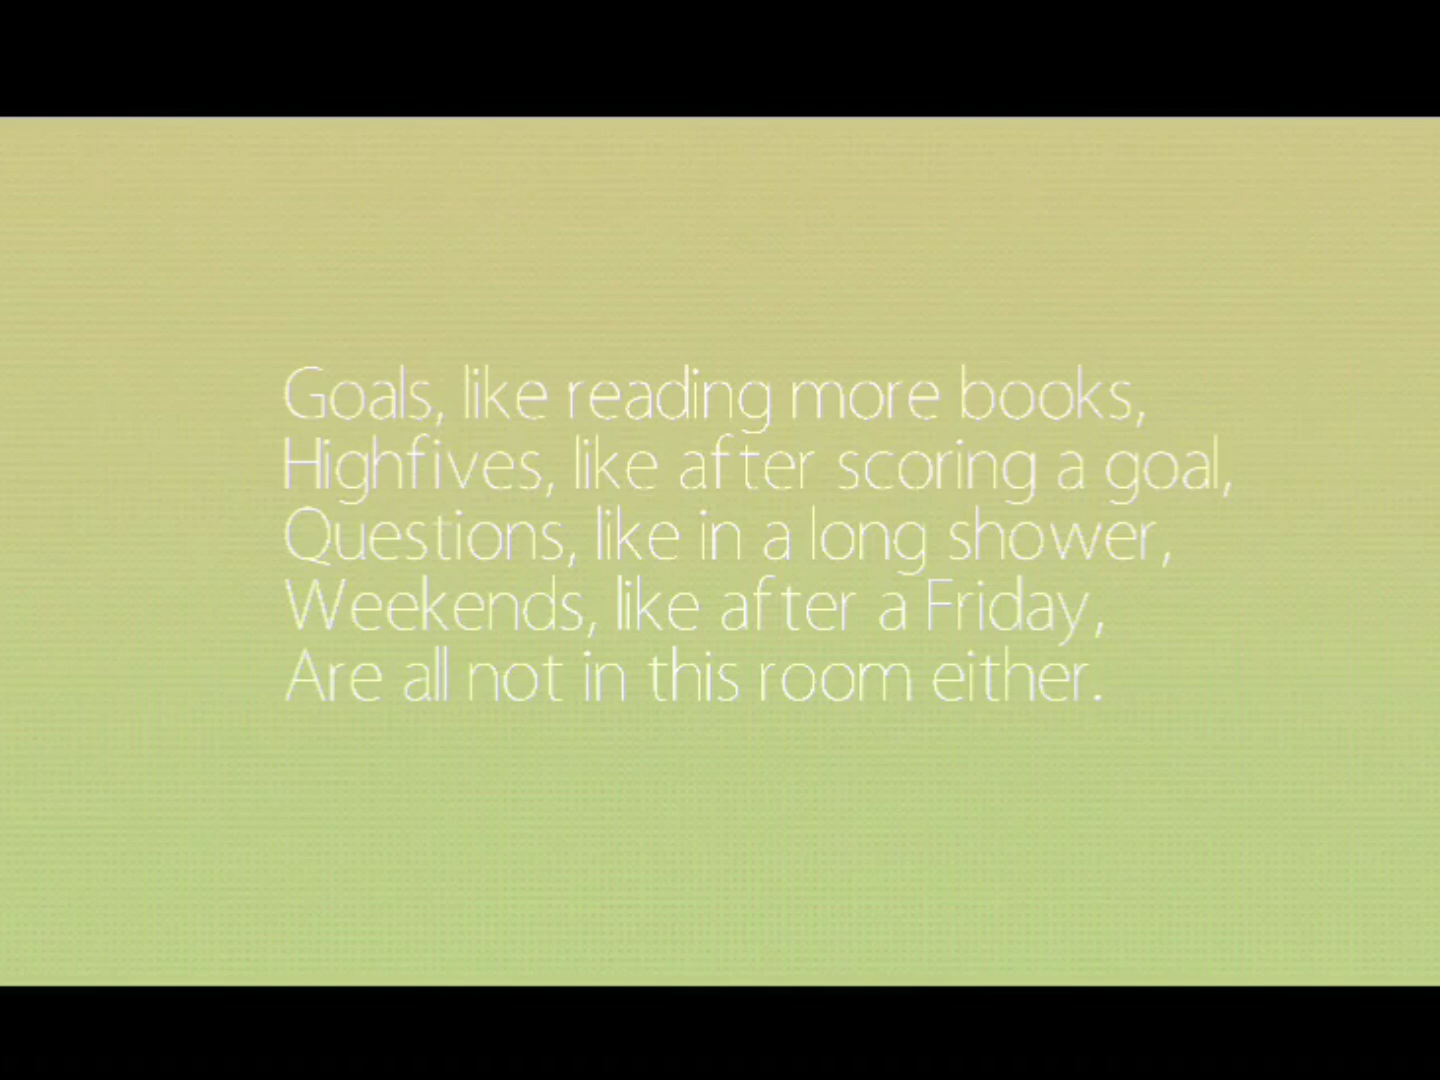 Goals, like reading more books,
Highfives, like after scoring a goal,
Questions, like in a long shower,
Weekends, like after a Friday,
Are all not in this room either.